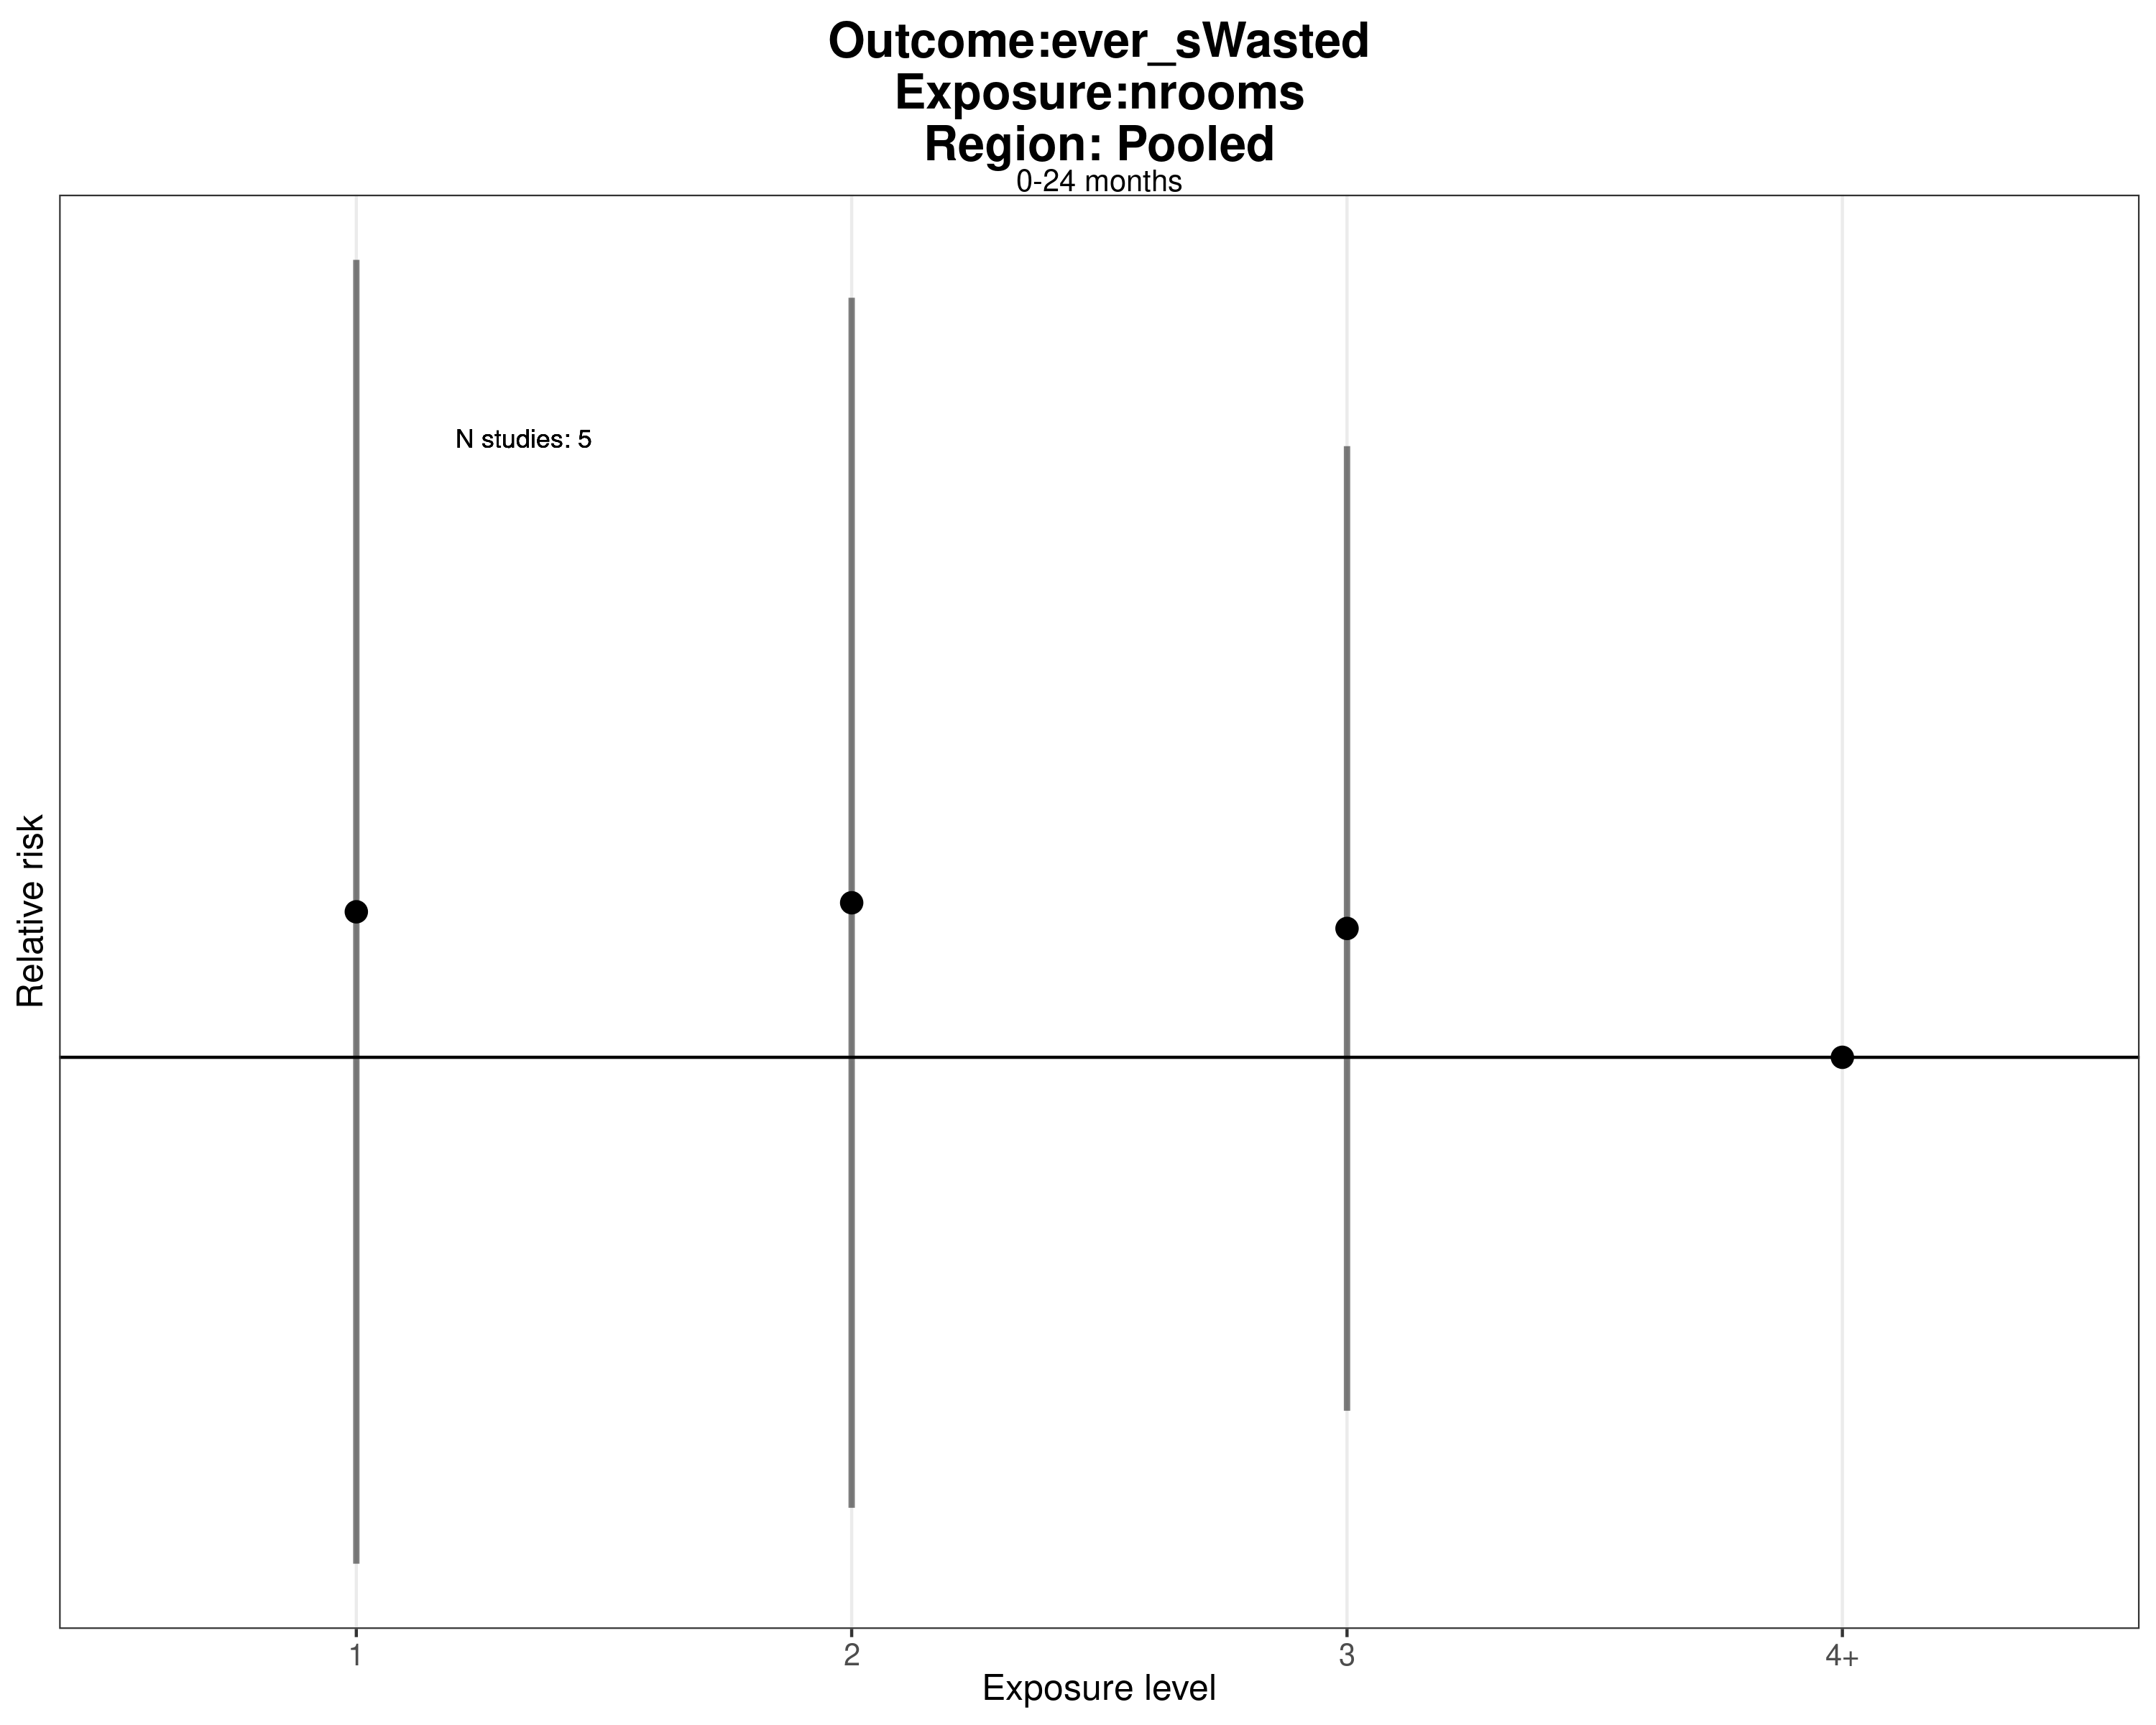 Outcome:ever_sWasted
Exposure:nrooms
Region: Pooled
0-24 months
N studies: 5
Relative risk
1
2
3
4+
Exposure level